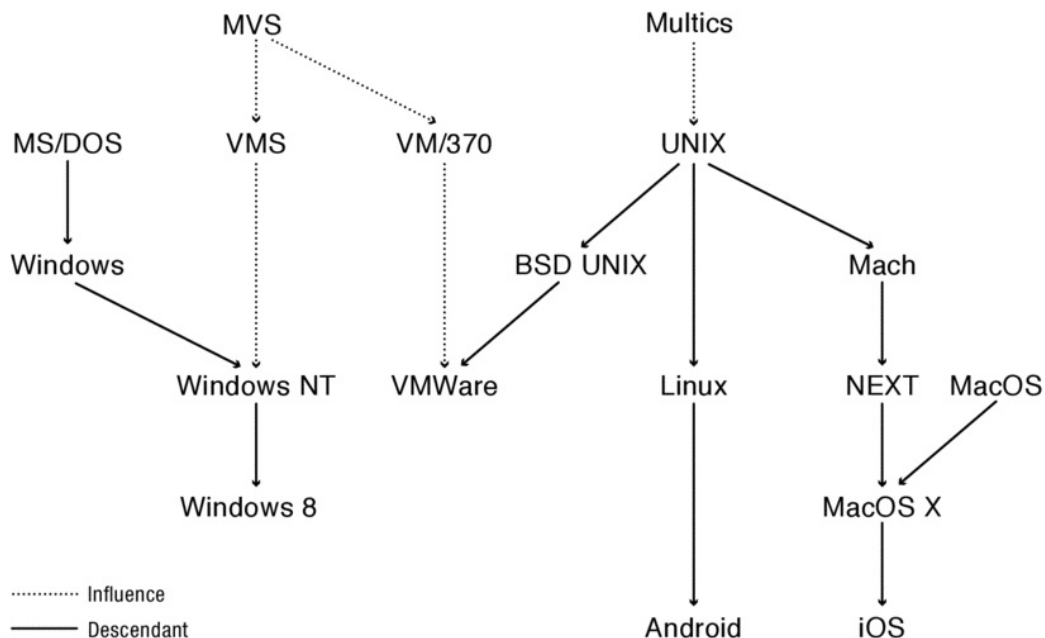 MVS Multics
MS/DOS VMS VM/370 UNIX
Windows BSD UNIX Mach
Windows NT VMWare Linux NEXT MacOS
Windows 8 MacOS X
Influence
Descendant Android iOS